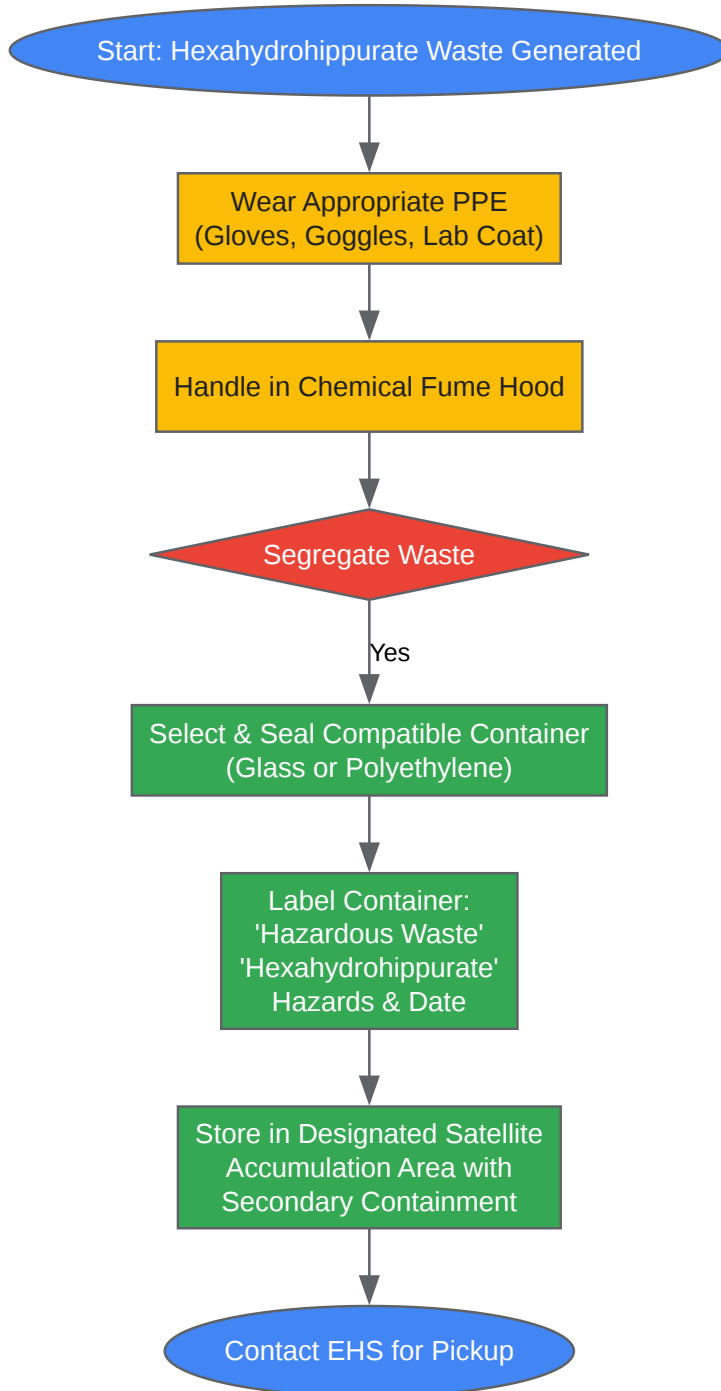 Start: Hexahydrohippurate Waste Generated
Wear Appropriate PPE
(Gloves, Goggles, Lab Coat)
Handle in Chemical Fume Hood
Segregate Waste
Yes
Select & Seal Compatible Container
(Glass or Polyethylene)
Label Container:
'Hazardous Waste'
'Hexahydrohippurate'
Hazards & Date
Store in Designated Satellite
Accumulation Area with
Secondary Containment
Contact EHS for Pickup